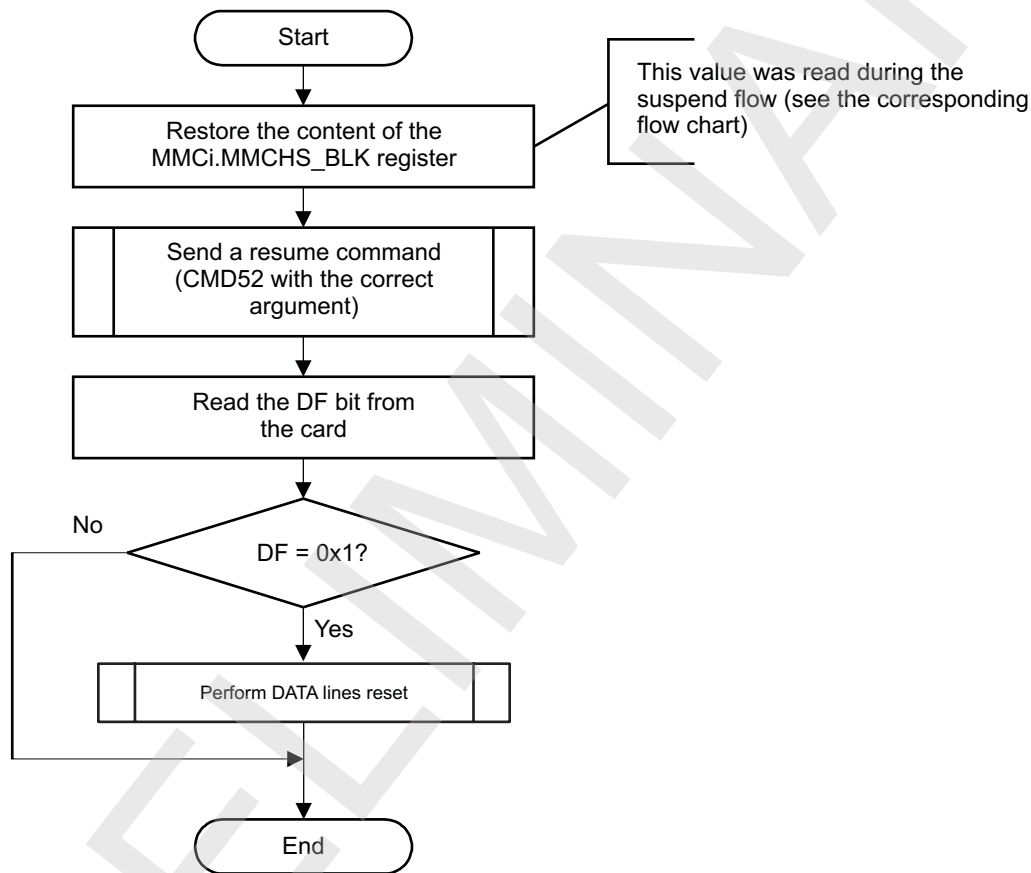 Start
This value was read during the
suspend flow (see the corresponding
flow chart)
Restore the content of the
MMCi.MMCHS_BLK register
Send a resume command
(CMD52 with the correct
argument)
Read the DF bit from
the card
No
DF = 0x1?
Yes
Perform DATA lines reset
End